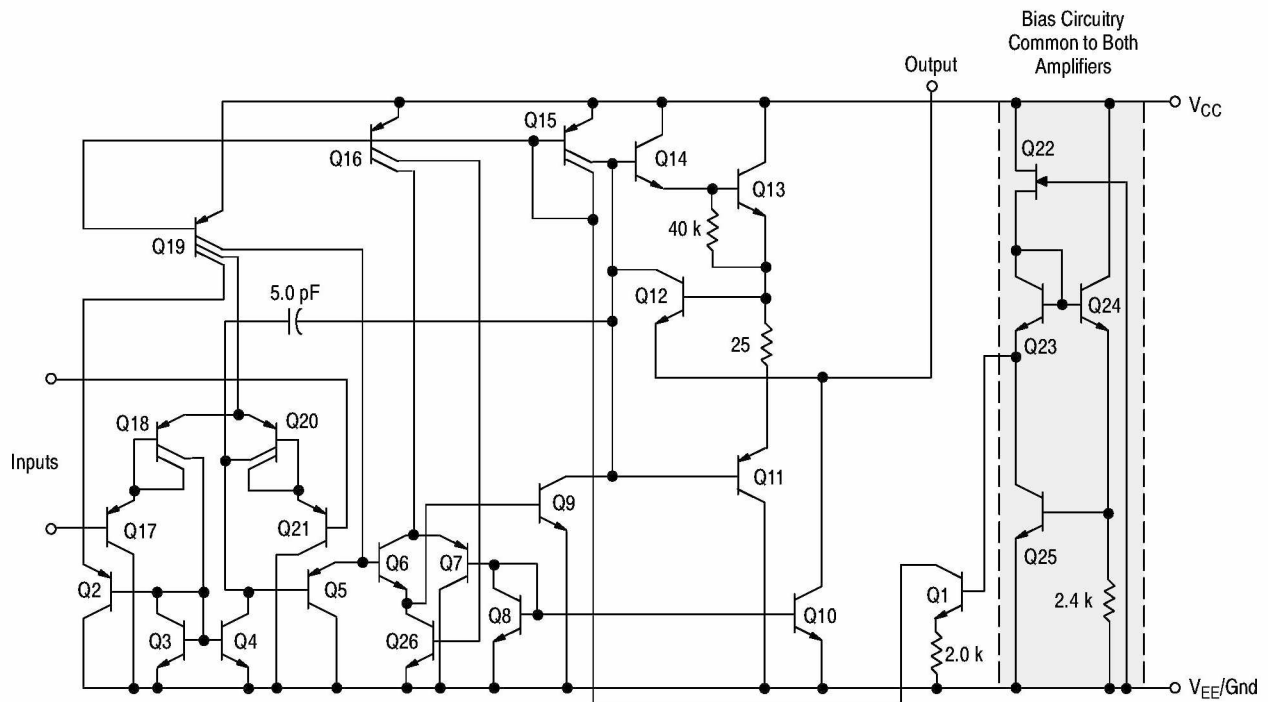 Bias Circuitry
Common to Both
Amplifiers
Output
VCC
Q15
Q22
Q16
Q14
Q13
40 k
Q19
5.0 pF
Q12
Q24
25
Q23
Q18
Q20
Inputs
Q11
Q9
Q17
Q21
Q25
Q6
Q7
Q2
Q5
Q1
2.4 k
Q8
Q10
Q3
Q4
Q26
2.0 k
VEE/Gnd